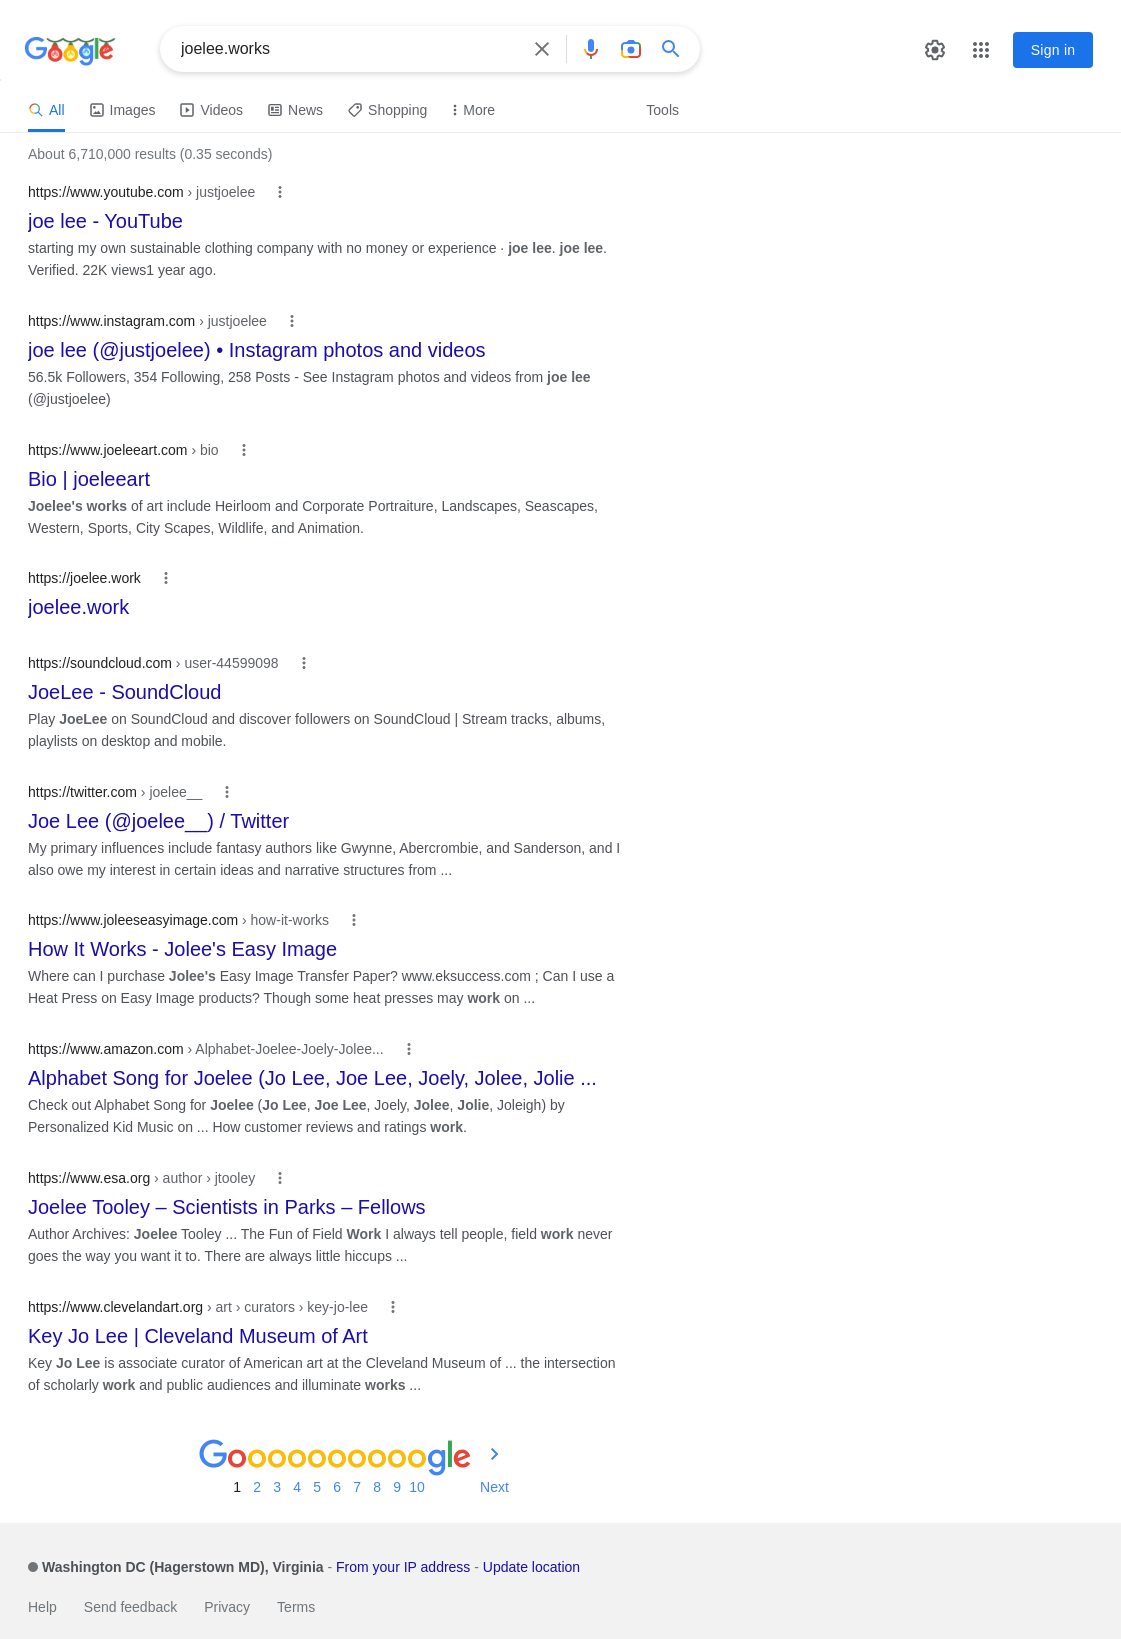 Google
joelee.works
Sign in
All Images Videos News Shopping More Tools
About 6,710,000 results (0.35 seconds)
https://www.youtube.com › justjoelee
joe lee - YouTube
starting my own sustainable clothing company with no money or experience · joe lee. joe lee.
Verified. 22K views1 year ago.
https://www.instagram.com › justjoelee
joe lee (@justjoelee) • Instagram photos and videos
56.5k Followers, 354 Following, 258 Posts - See Instagram photos and videos from joe lee
(@justjoelee)
https://www.joeleeart.com › bio
Bio | joeleeart
Joelee's works of art include Heirloom and Corporate Portraiture, Landscapes, Seascapes,
Western, Sports, City Scapes, Wildlife, and Animation.
https://joelee.work
joelee.work
https://soundcloud.com › user-44599098
JoeLee - SoundCloud
Play JoeLee on SoundCloud and discover followers on SoundCloud | Stream tracks, albums,
playlists on desktop and mobile.
https://twitter.com › joelee__
Joe Lee (@joelee__) / Twitter
My primary influences include fantasy authors like Gwynne, Abercrombie, and Sanderson, and I
also owe my interest in certain ideas and narrative structures from ...
https://www.joleeseasyimage.com › how-it-works
How It Works - Jolee's Easy Image
Where can I purchase Jolee's Easy Image Transfer Paper? www.eksuccess.com ; Can I use a
Heat Press on Easy Image products? Though some heat presses may work on ...
https://www.amazon.com › Alphabet-Joelee-Joely-Jolee...
Alphabet Song for Joelee (Jo Lee, Joe Lee, Joely, Jolee, Jolie ...
Check out Alphabet Song for Joelee (Jo Lee, Joe Lee, Joely, Jolee, Jolie, Joleigh) by
Personalized Kid Music on ... How customer reviews and ratings work.
https://www.esa.org › author › jtooley
Joelee Tooley – Scientists in Parks – Fellows
Author Archives: Joelee Tooley ... The Fun of Field Work I always tell people, field work never
goes the way you want it to. There are always little hiccups ...
https://www.clevelandart.org › art › curators › key-jo-lee
Key Jo Lee | Cleveland Museum of Art
Key Jo Lee is associate curator of American art at the Cleveland Museum of ... the intersection
of scholarly work and public audiences and illuminate works ...
Goooooooooogle
1 2 3 4 5 6 7 8 9 10 Next
Washington DC (Hagerstown MD), Virginia - From your IP address - Update location
Help Send feedback Privacy Terms